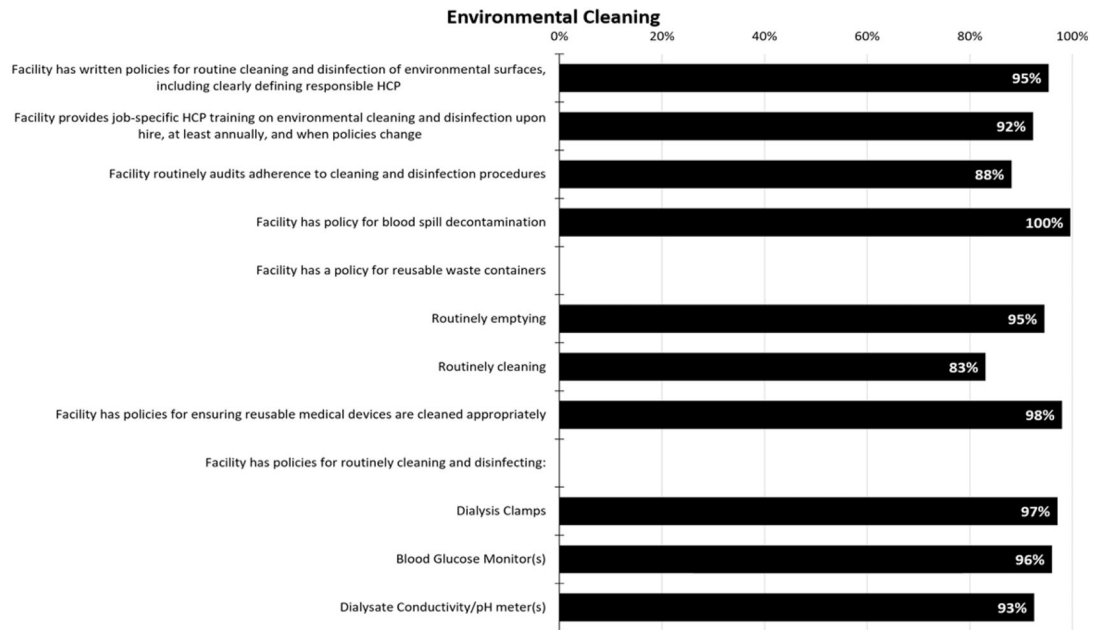 Environmental Cleaning
0% 20% 40% 60% 80% 100%
Facility has written policies for routine cleaning and disinfection of environmental surfaces,
including clearly defining responsible HCP
95%
Facility provides job-specific HCP training on environmental cleaning and disinfection upon
hire, at least annually, and when policies change
92%
Facility routinely audits adherence to cleaning and disinfection procedures
88%
Facility has policy for blood spill decontamination
100%
Facility has a policy for reusable waste containers
Routinely emptying
95%
Routinely cleaning
83%
Facility has policies for ensuring reusable medical devices are cleaned appropriately
98%
Facility has policies for routinely cleaning and disinfecting:
Dialysis Clamps
97%
Blood Glucose Monitor(s)
96%
Dialysate Conductivity/pH meter(s)
93%